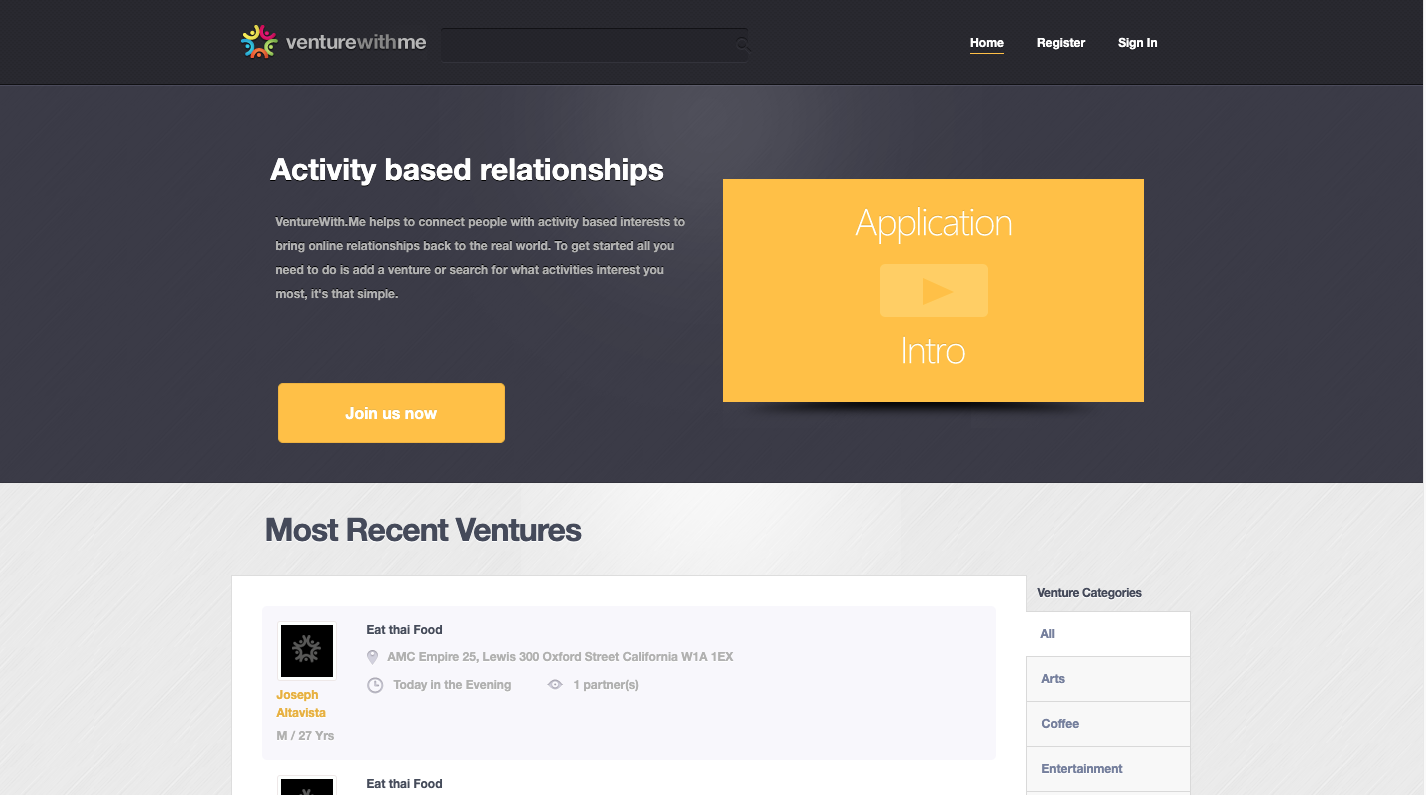 venturewithme
Home
Register
Sign In
Activity based relationships
VentureWith.Me helps to connect people with activity based interests to
bring online relationships back to the real world. To get started all you
need to do is add a venture or search for what activities interest you
most, it's that simple.
Join us now
Application
Intro
Most Recent Ventures
Eat thai Food
AMC Empire 25, Lewis 300 Oxford Street California W1A 1EX
Today in the Evening
1 partner(s)
Joseph
Altavista
M / 27 Yrs
Eat thai Food
Venture Categories
All
Arts
Coffee
Entertainment